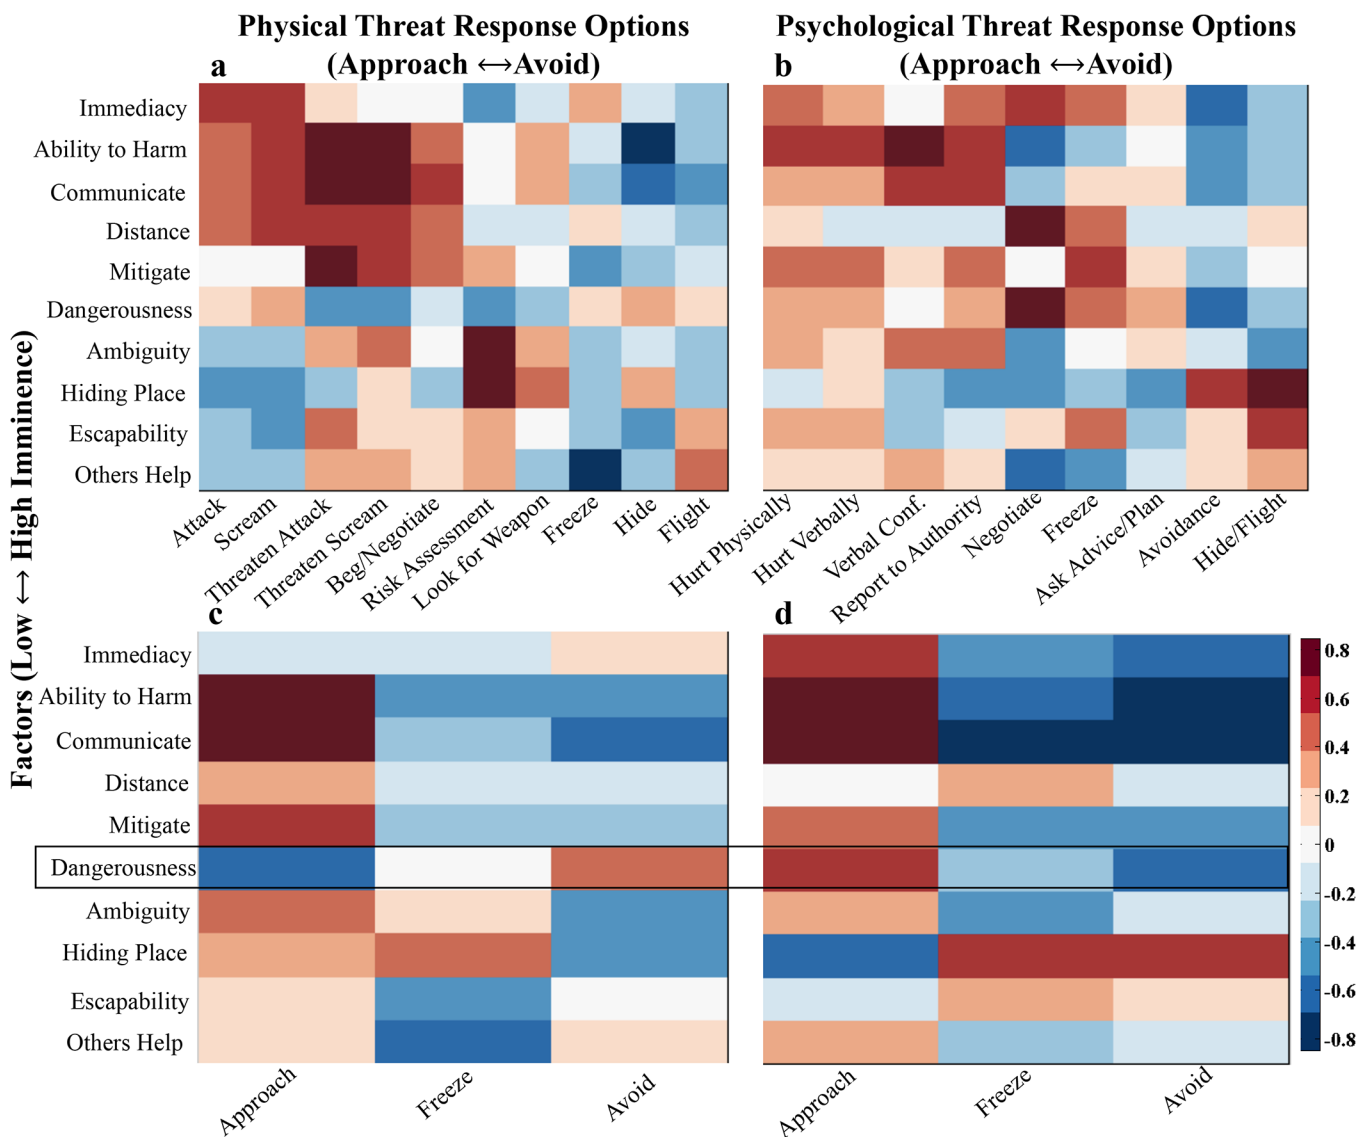 Physical Threat Response Options
(Approach ↔Avoid)
Psychological Threat Response Options
(Approach ↔Avoid)
a
b
Factors (Low ↔ High Imminence)
Immediacy
Ability to Harm
Communicate
Distance
Mitigate
Dangerousness
Ambiguity
Hiding Place
Escapability
Others Help
Attack
Scream
Threaten Attack
Threaten Scream
Beg/Negotiate
Risk Assessment
Look for Weapon
Freeze
Hide
Flight
Hurt Physically
Hurt Verbally
Verbal Conf.
Report to Authority
Negotiate
Freeze
Ask Advice/Plan
Avoidance
Hide/Flight
c
d
Immediacy
Ability to Harm
Communicate
Distance
Mitigate
Dangerousness
Ambiguity
Hiding Place
Escapability
Others Help
Approach
Freeze
Avoid
Approach
Freeze
Avoid
0.8
0.6
0.4
0.2
0
-0.2
-0.4
-0.6
-0.8